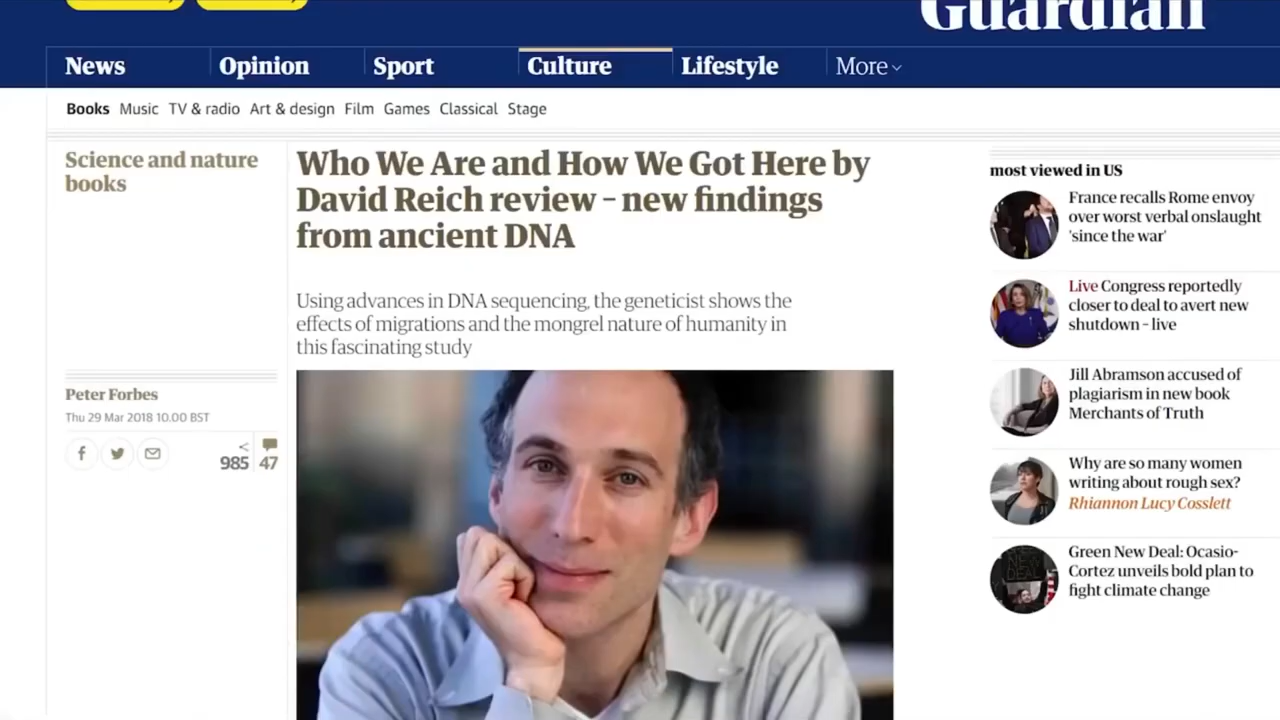 Guardian
News
Opinion
Sport
Culture
Lifestyle
More
Books
Music
TV & radio
Art & design
Film
Games
Classical
Stage
Science and nature
books
Who We Are and How We Got Here by
David Reich review – new findings
from ancient DNA
Using advances in DNA sequencing, the geneticist shows the
effects of migrations and the mongrel nature of humanity in
this fascinating study
Peter Forbes
Thu 29 Mar 2018 10.00 BST
985
47
most viewed in US
France recalls Rome envoy
over worst verbal onslaught
'since the war'
Live Congress reportedly
closer to deal to avert new
shutdown – live
Jill Abramson accused of
plagiarism in new book
Merchants of Truth
Why are so many women
writing about rough sex?
Rhiannon Lucy Cosslett
Green New Deal: Ocasio-
Cortez unveils bold plan to
fight climate change